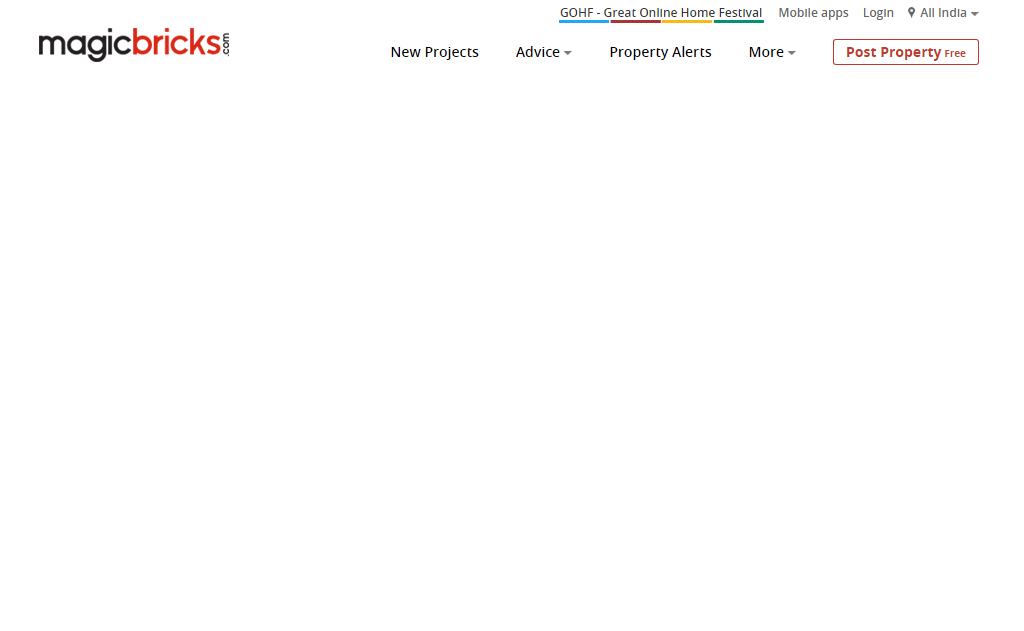 GOHF - Great Online Home Festival Mobile apps Login All India
magicbricks.com
New Projects Advice Property Alerts More Post Property Free